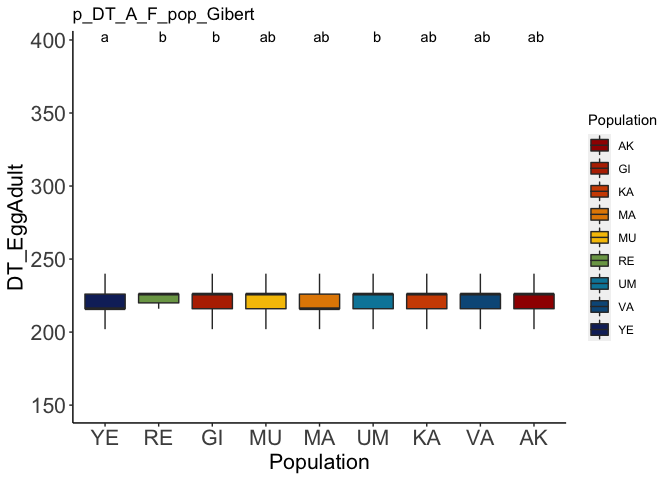 p_DT_A_F_pop_Gibert
a b b ab ab b ab ab ab
400
350
300
250
200
150
DT_EggAdult
YE RE GI MU MA UM KA VA AK
Population
Population
AK
GI
KA
MA
MU
RE
UM
VA
YE